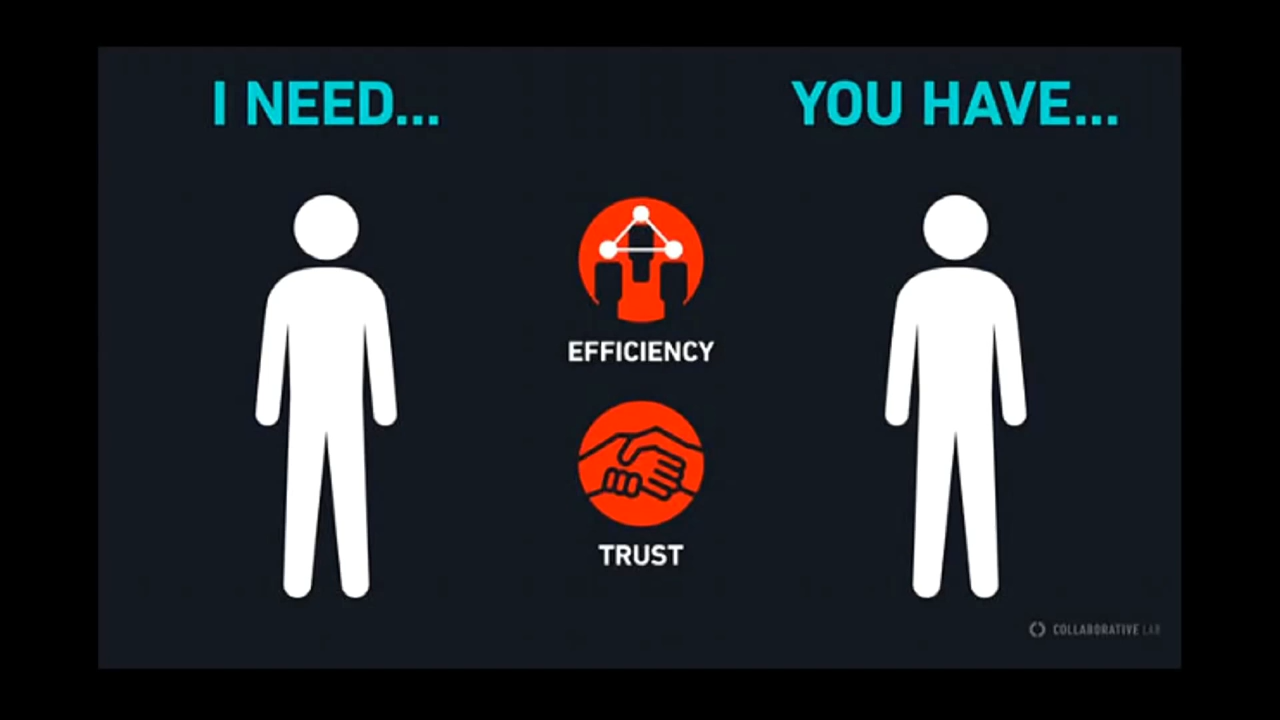 I NEED...
YOU HAVE...
EFFICIENCY
TRUST
COLLABORATIVE LAB